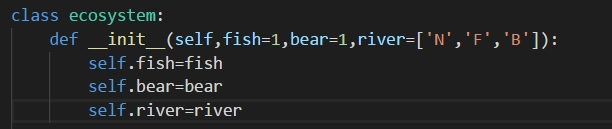 class ecosystem:
    def __init__(self,fish=1,bear=1,river=['N','F','B']):
        self.fish=fish
        self.bear=bear
        self.river=river